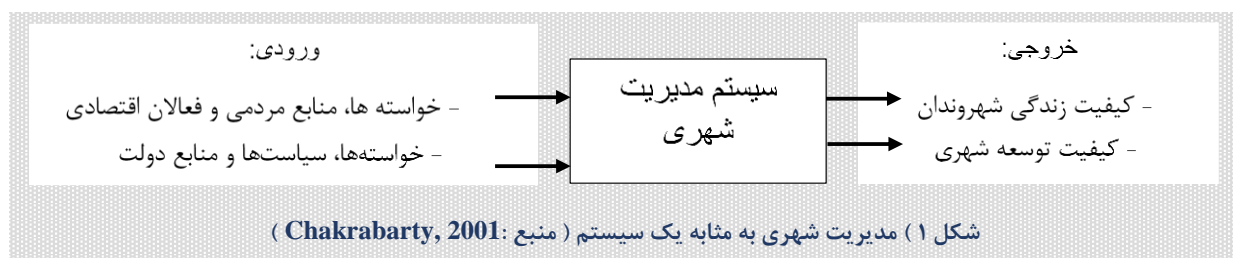 ورودی:
- خواسته ها، منابع مردمی و فعالان اقتصادی
- خواسته‌ها، سیاست‌ها و منابع دولت
سیستم مدیریت
شهری
خروجی:
- کیفیت زندگی شهروندان
- کیفیت توسعه شهری
شکل ۱ ) مدیریت شهری به مثابه یک سیستم ( منبع :Chakrabarty, 2001 )